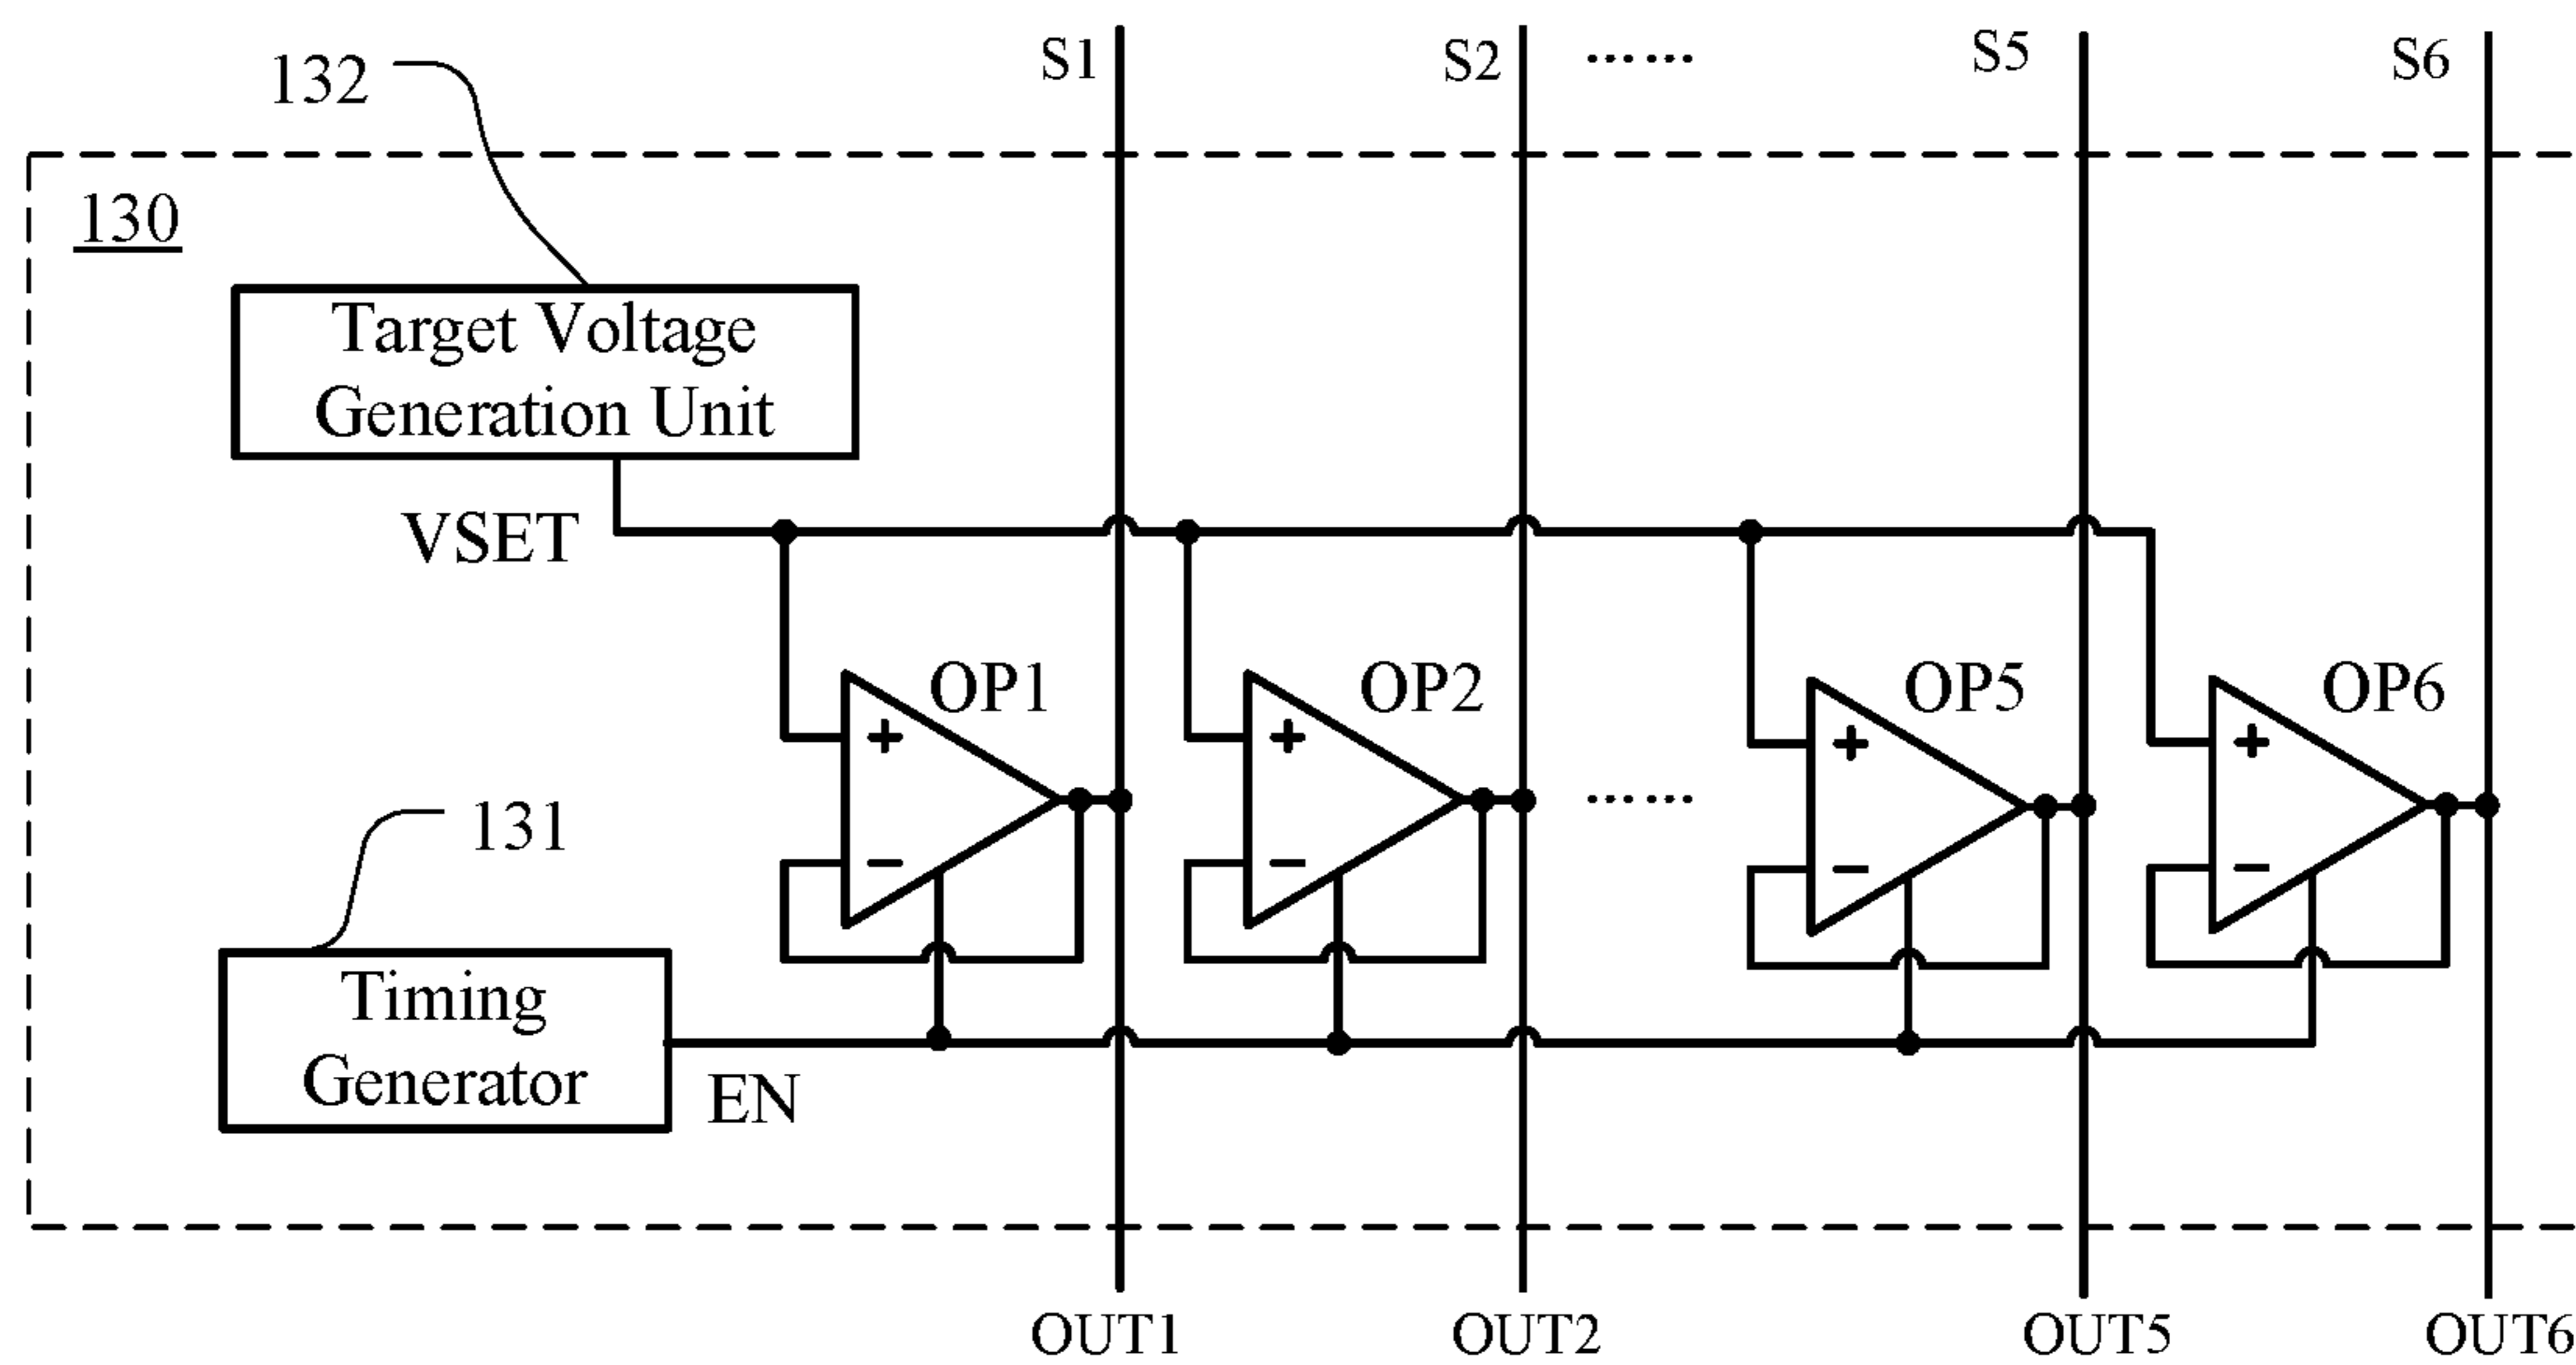 S1
S2
……
S5
S6
132
130
Target Voltage
Generation Unit
VSET
OP1
OP2
OP5
OP6
+
+
+
+
……
131
−
−
−
−
Timing
Generator
EN
OUT1
OUT2
OUT5
OUT6